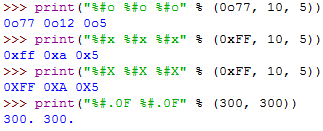 >>> print("%#o %#o %#o" % (0o77, 10, 5))
0o77 0o12 0o5
>>> print("%#x %#x %#x" % (0xFF, 10, 5))
0xff 0xa 0x5
>>> print("%#X %#X %#X" % (0xFF, 10, 5))
0XFF 0XA 0X5
>>> print("%#.0F %#.0F" % (300, 300))
300. 300.